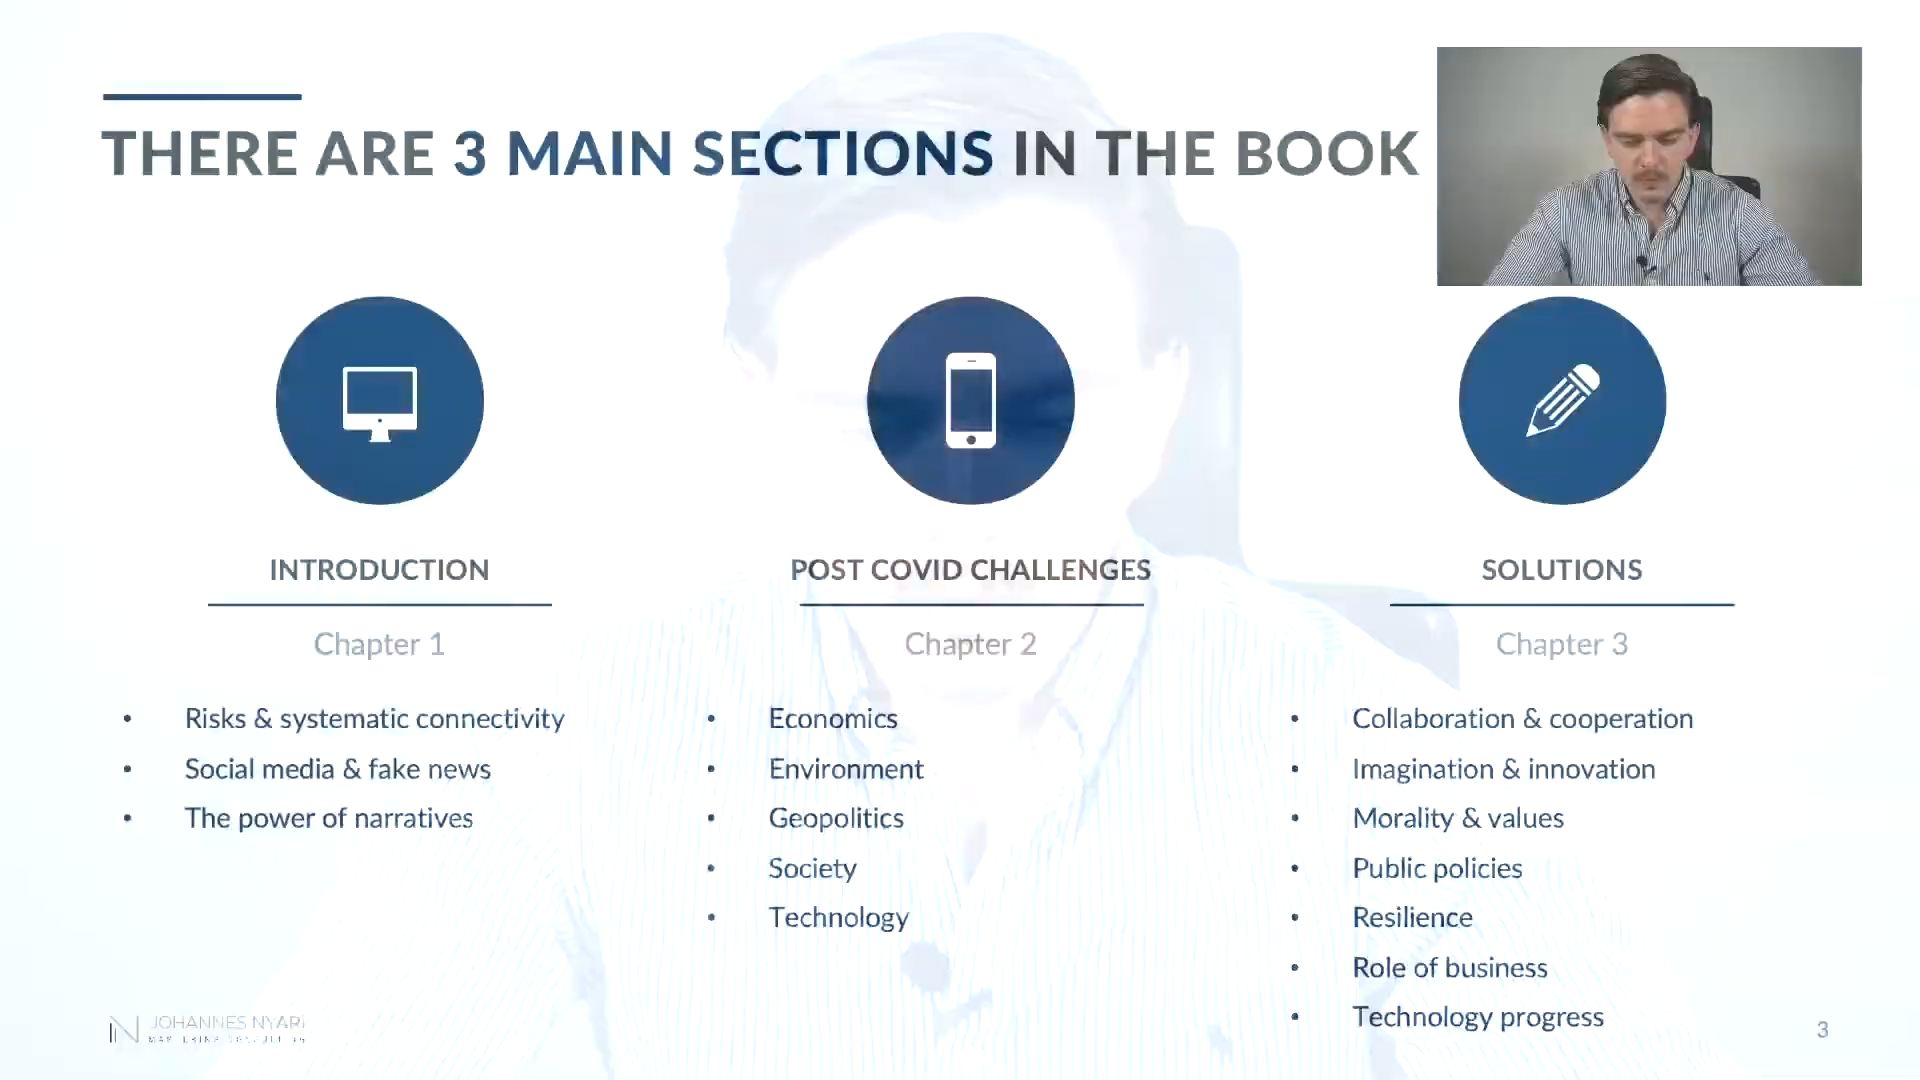 THERE ARE 3 MAIN SECTIONS IN THE BOOK
INTRODUCTION
Chapter 1
• Risks & systematic connectivity
• Social media & fake news
• The power of narratives
POST COVID CHALLENGES
Chapter 2
• Economics
• Environment
• Geopolitics
• Society
• Technology
SOLUTIONS
Chapter 3
• Collaboration & cooperation
• Imagination & innovation
• Morality & values
• Public policies
• Resilience
• Role of business
• Technology progress
JOHANNES
3